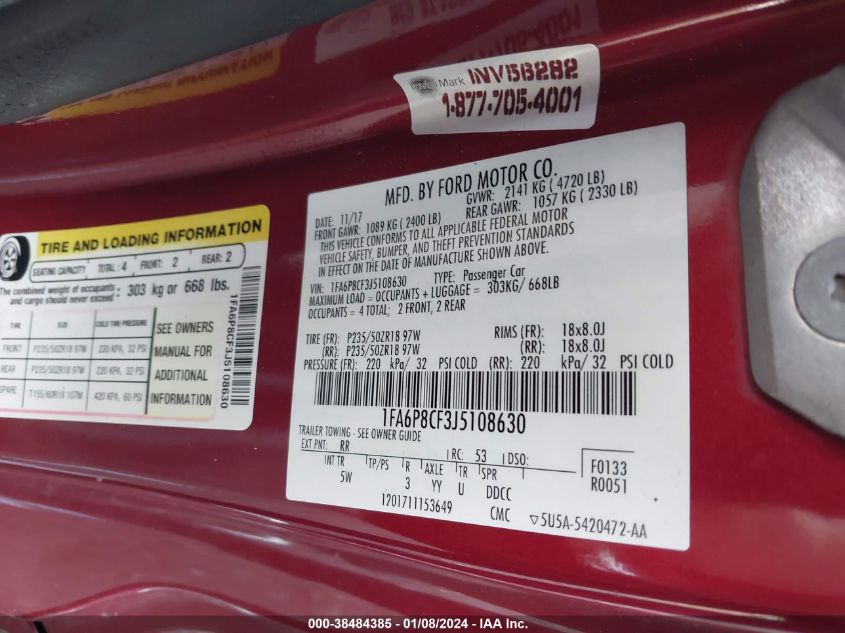 Mark INV56282
1-877-705-4001
MFD. BY FORD MOTOR CO.
DATE: 11/17 GVWR: 2141 KG ( 4720 LB)
FRONT GAWR: 1089 KG ( 2400 LB) REAR GAWR: 1057 KG ( 2330 LB)
THIS VEHICLE CONFORMS TO ALL APPLICABLE FEDERAL MOTOR
VEHICLE SAFETY, BUMPER, AND THEFT PREVENTION STANDARDS
IN EFFECT ON THE DATE OF MANUFACTURE SHOWN ABOVE.
VIN: 1FA6P8CF3J5108630 TYPE: Passenger Car
MAXIMUM LOAD = OCCUPANTS + LUGGAGE = 303KG/ 668LB
OCCUPANTS = 4 TOTAL; 2 FRONT, 2 REAR
TIRE (FR): P235/50ZR18 97W RIMS (FR): 18x8.0J
(RR): P235/50ZR18 97W (RR): 18x8.0J
PRESSURE (FR): 220 kPa/ 32 PSI COLD (RR): 220 kPa/ 32 PSI COLD
1FA6P8CF3J5108630
TRAILER TOWING - SEE OWNER GUIDE
EXT PNT: RR RC: 53 DSO: F0133
INT TR TP/PS R AXLE TR SPR R0051
5W 3 YY U DDCC
1201711153649 CMC 5U5A-5420472-AA
TIRE AND LOADING INFORMATION
SEATING CAPACITY TOTAL: 4 FRONT: 2 REAR: 2
The combined weight of occupants and cargo should never exceed: 303 kg or 668 lbs.
TIRE SIZE COLD TIRE PRESSURE
FRONT P235/50ZR18 97W 220 KPA, 32 PSI
REAR P235/50ZR18 97W 220 KPA, 32 PSI
SPARE T155/60R18 107M 420 KPA, 60 PSI
SEE OWNERS
MANUAL FOR
ADDITIONAL
INFORMATION
1FA6P8CF3J5108630
000-38484385 - 01/08/2024 - IAA Inc.